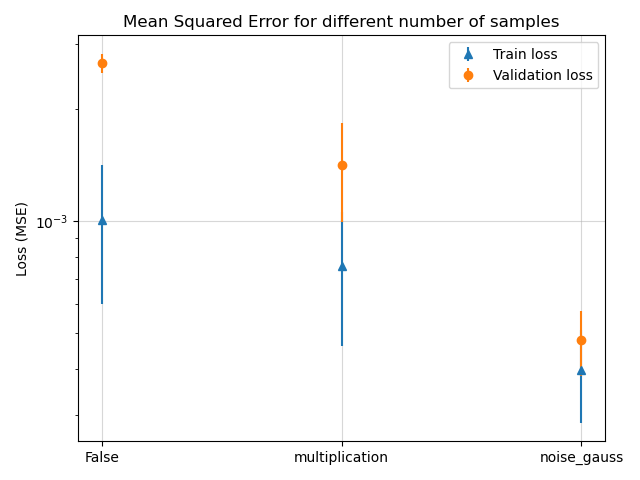 Mean Squared Error for different number of samples
Train loss
Validation loss
Loss (MSE)
10⁻³
False
multiplication
noise_gauss